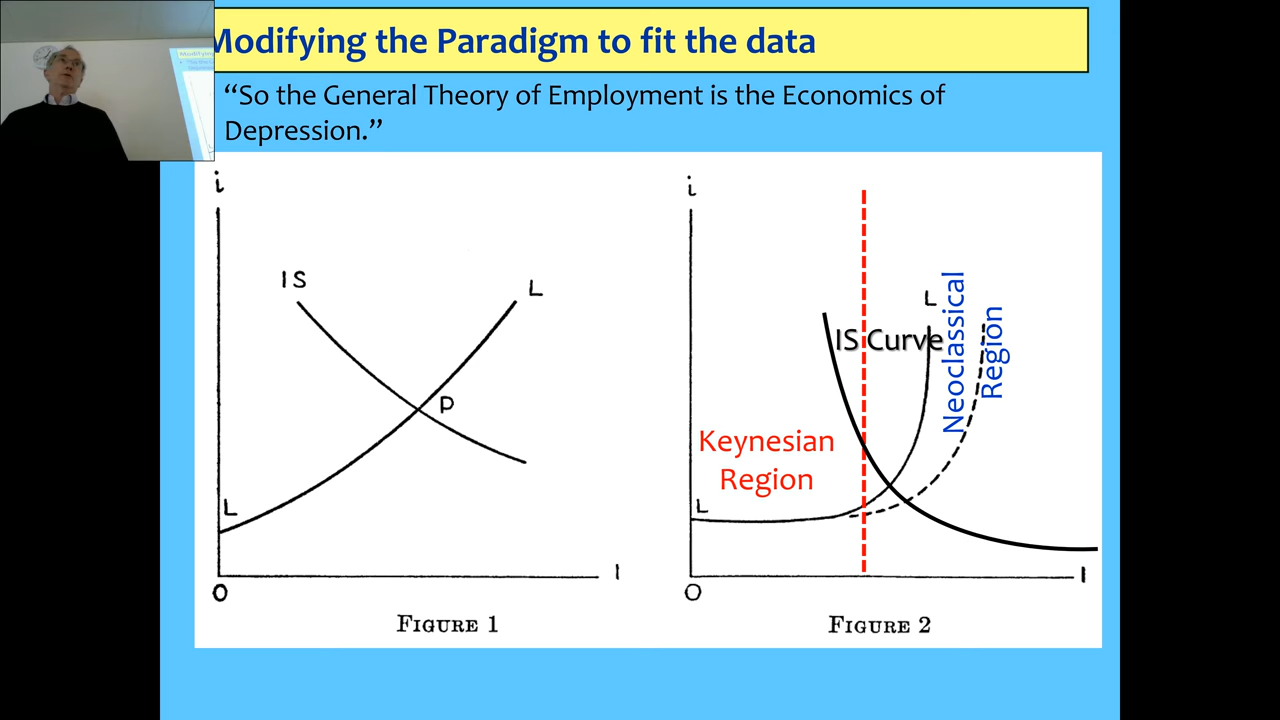 Modifying the Paradigm to fit the data
“So the General Theory of Employment is the Economics of
Depression.”
i
IS
L
P
L
O
I
FIGURE 1
i
L
IS Curve
Neoclassical
Region
Keynesian
Region
L
O
I
FIGURE 2